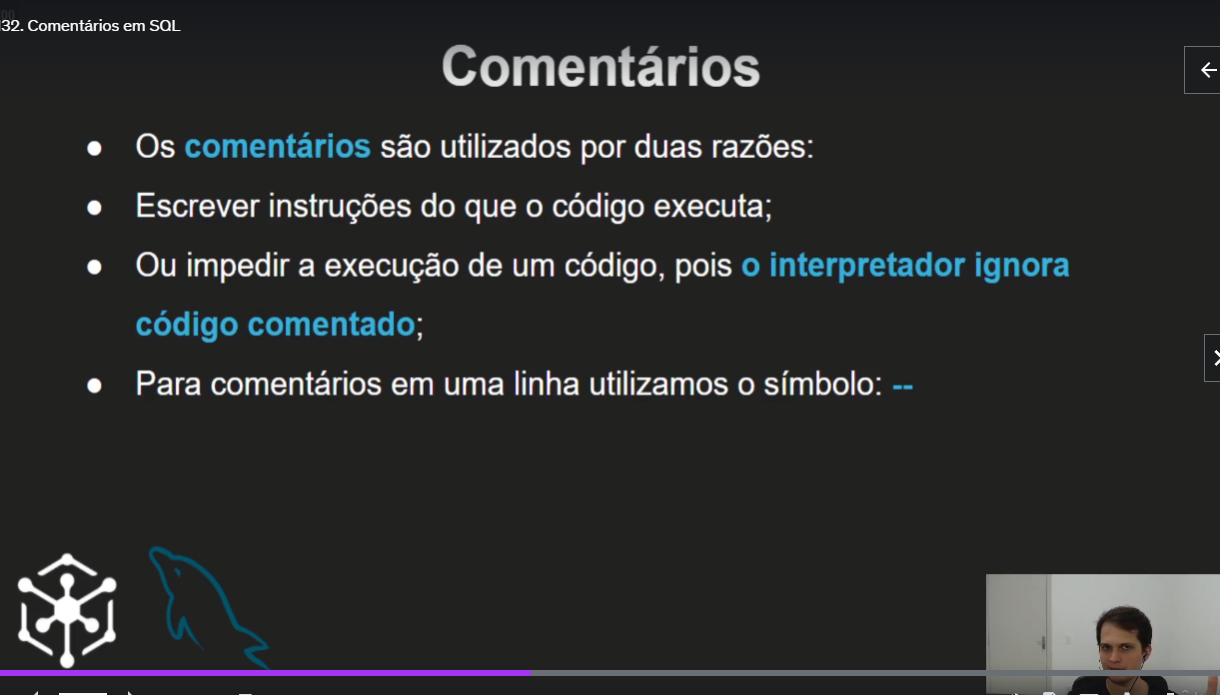 32. Comentários em SQL
Comentários
● Os comentários são utilizados por duas razões:
● Escrever instruções do que o código executa;
● Ou impedir a execução de um código, pois o interpretador ignora
código comentado;
● Para comentários em uma linha utilizamos o símbolo: --